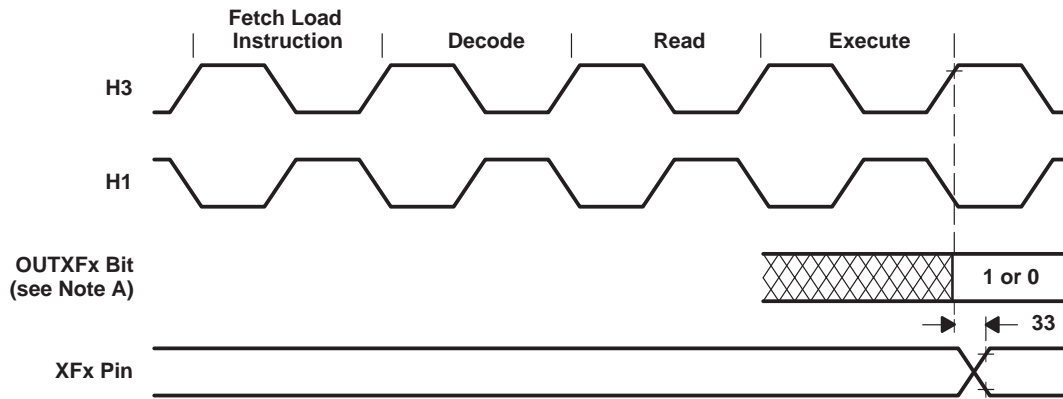 Fetch Load
Instruction
Decode
Read
Execute
H3
H1
OUTXFx Bit
(see Note A)
1 or 0
33
XFx Pin